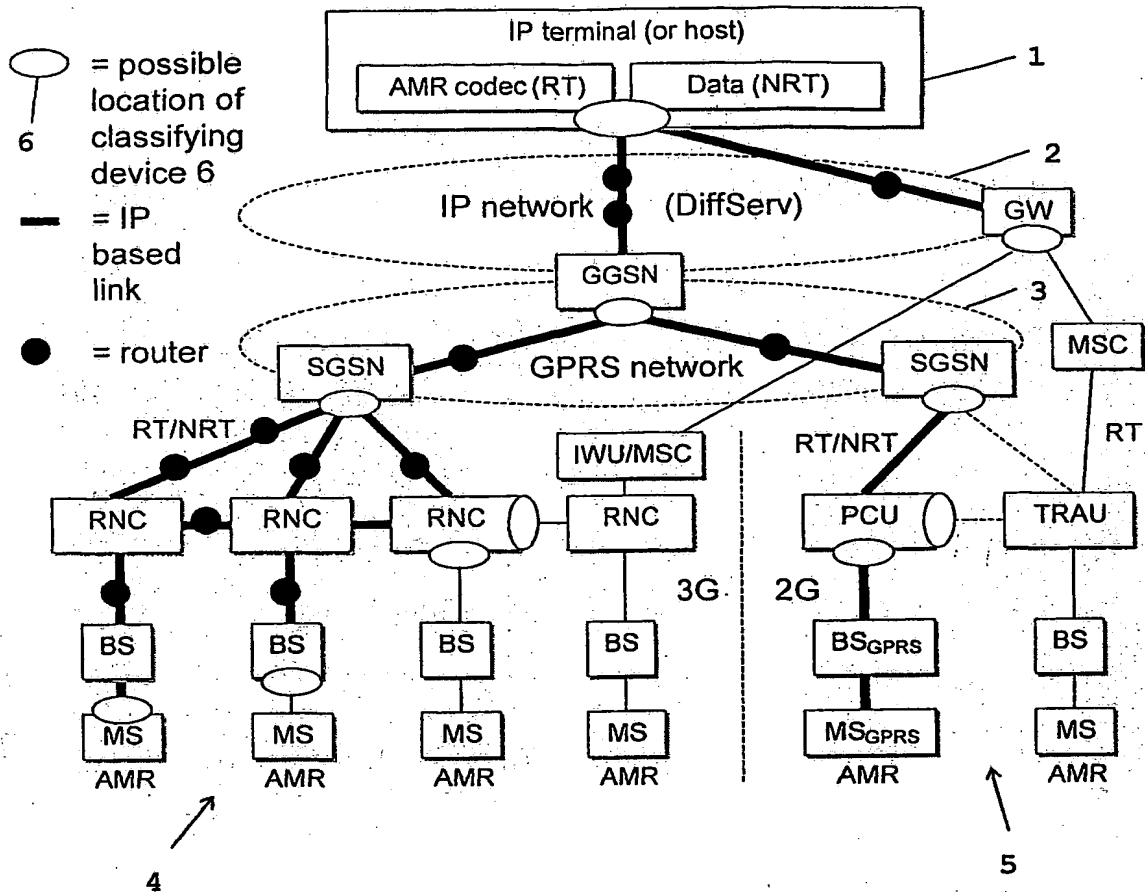 IP terminal (or host)
AMR codec (RT)
Data (NRT)
1
= possible
location of
classifying
device 6
6
= IP
based
link
= router
2
IP network
(DiffServ)
GW
GGSN
3
MSC
SGSN
GPRS network
SGSN
RT/NRT
IWU/MSC
RT/NRT
RT
RNC
RNC
RNC
RNC
PCU
TRAU
3G
2G
BS
BS
BS
BS
BSGPRS
BS
MS
MS
MS
MS
MSGPRS
MS
AMR
AMR
AMR
AMR
AMR
AMR
4
5